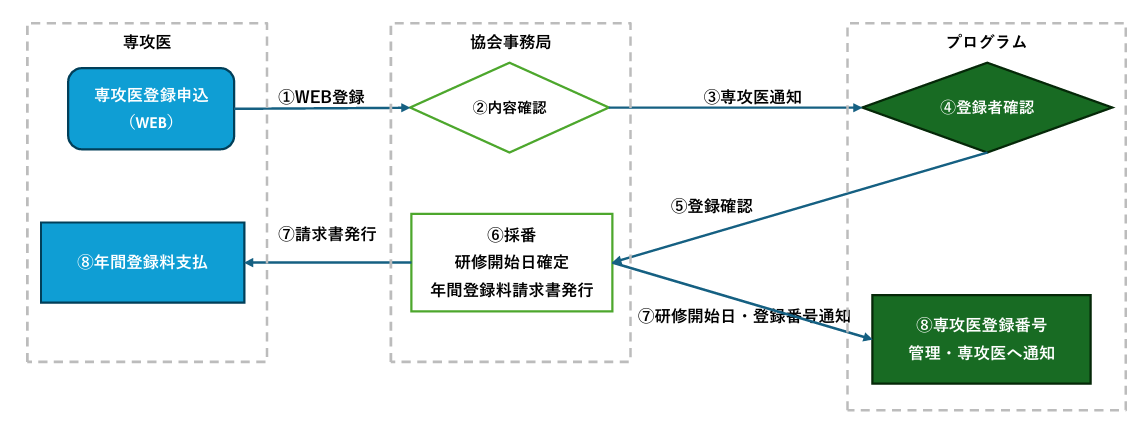 専攻医
協会事務局
プログラム
専攻医登録申込
（WEB）
①WEB登録
②内容確認
③専攻医通知
④登録者確認
⑤登録確認
⑥採番
研修開始日確定
年間登録料請求書発行
⑦請求書発行
⑧年間登録料支払
⑦研修開始日・登録番号通知
⑧専攻医登録番号
管理・専攻医へ通知